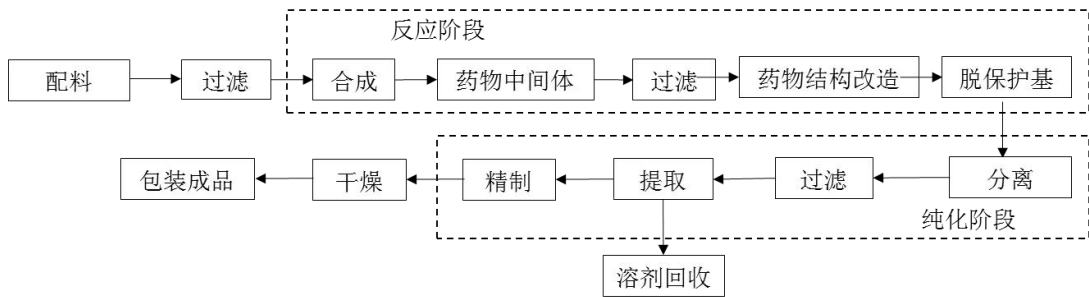 反应阶段
配料
过滤
合成
药物中间体
过滤
药物结构改造
脱保护基
包装成品
干燥
精制
提取
过滤
分离
纯化阶段
溶剂回收